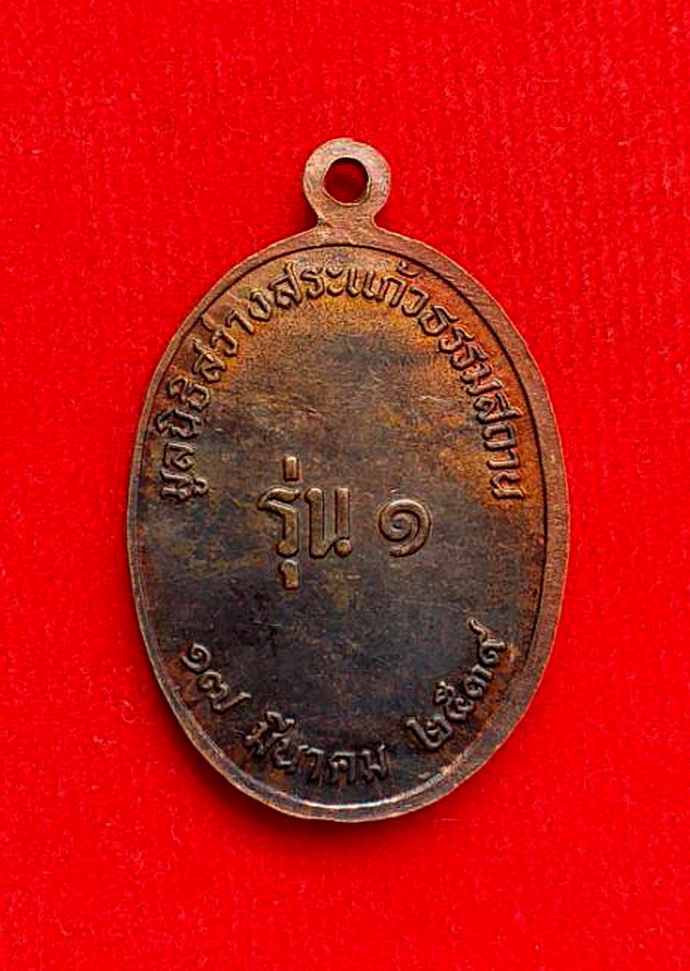 มูลนิธิสว่างสระแก้วธรรมสถาน
รุ่น ๑
๑๗ มีนาคม ๒๕๓๙